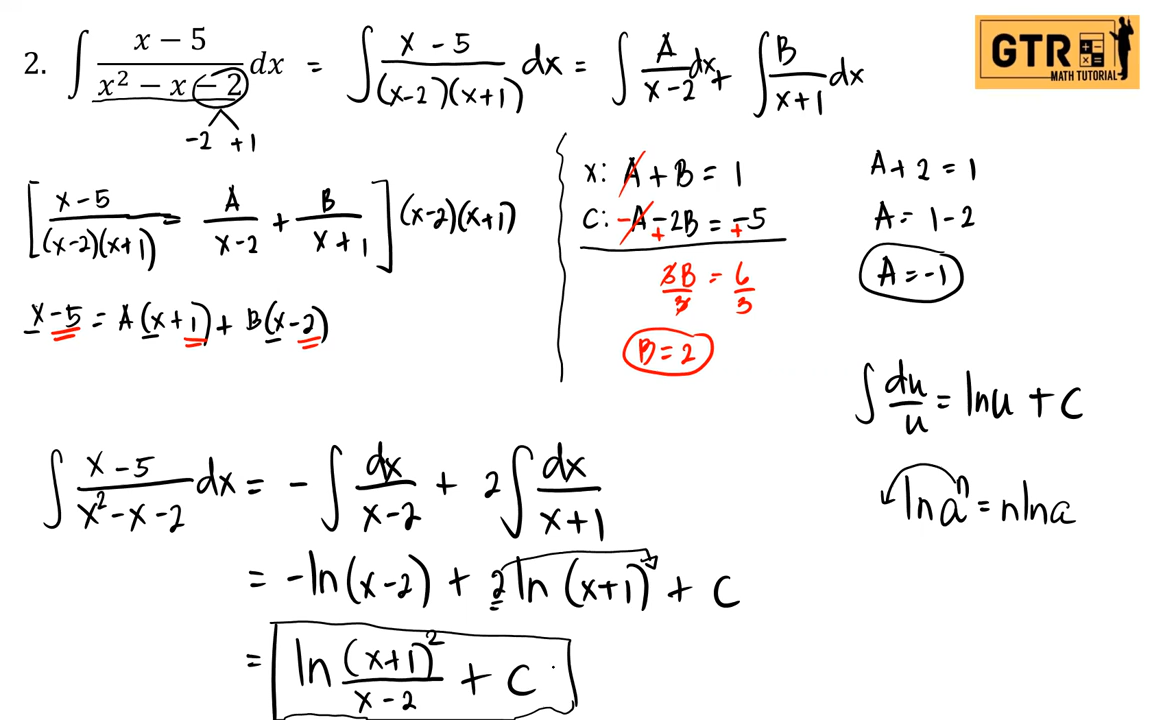 2. ∫ (x − 5)/(x² − x − 2) dx = ∫ (x − 5)/((x−2)(x+1)) dx = ∫ A/(x−2) dx + ∫ B/(x+1) dx
GTR
MATH TUTORIAL
−2 +1
[(x−5)/((x−2)(x+1)) = A/(x−2) + B/(x+1)] (x−2)(x+1)
x−5 = A(x+1) + B(x−2)
x: A + B = 1
C: −A −2B = −5
+ +
3B/3 = 6/3
B = 2
A + 2 = 1
A = 1 − 2
A = −1
∫ du/u = ln u + C
ln aⁿ = n ln a
∫ (x−5)/(x²−x−2) dx = −∫ dx/(x−2) + 2∫ dx/(x+1)
= −ln(x−2) + 2 ln(x+1) + C
= ln (x+1)²/(x−2) + C